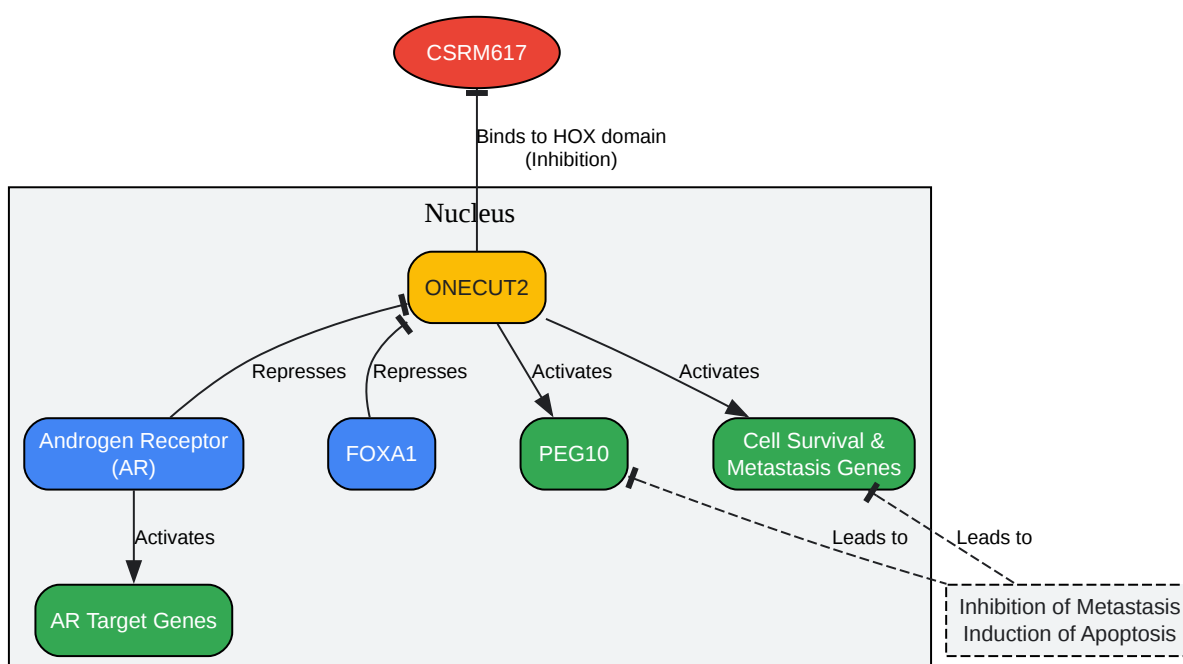 CSRM617
Binds to HOX domain
(Inhibition)
Nucleus
ONECUT2
Represses
Represses
Activates
Activates
Androgen Receptor
(AR)
FOXA1
PEG10
Cell Survival &
Metastasis Genes
Activates
Leads to
Leads to
AR Target Genes
Inhibition of Metastasis
Induction of Apoptosis